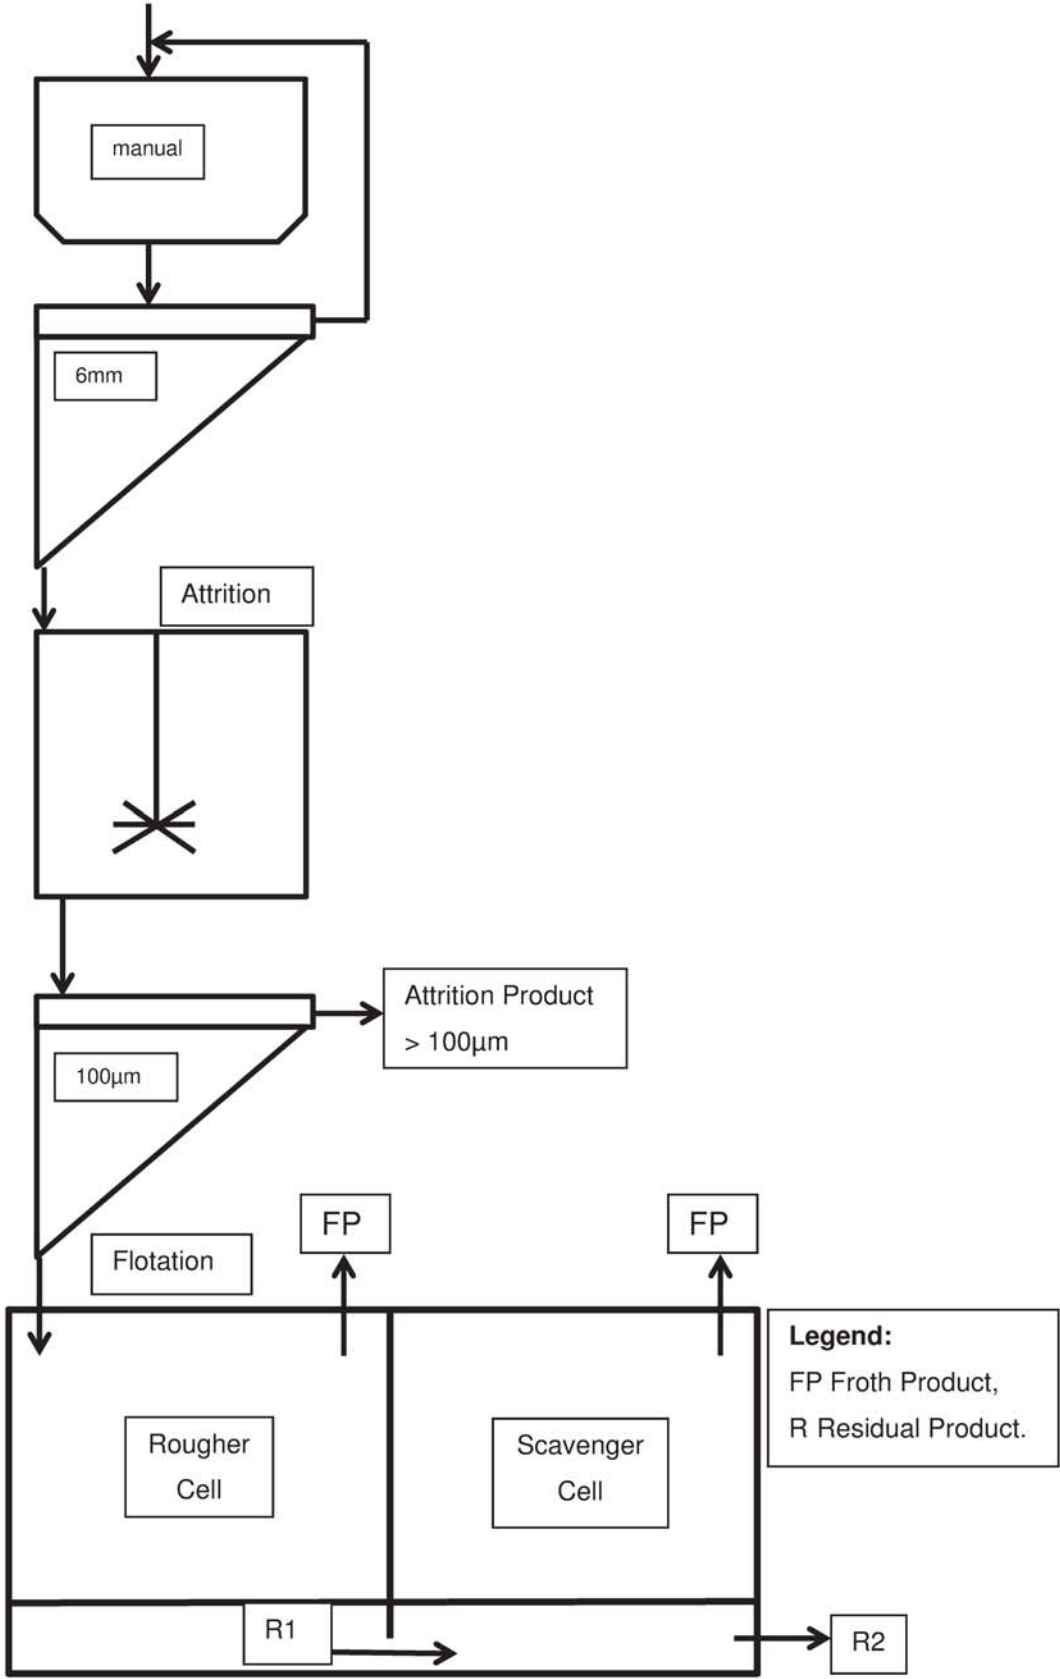 manual
6mm
Attrition
Attrition Product
> 100µm
100µm
FP
FP
Flotation
Legend:
FP Froth Product,
R Residual Product.
Rougher
Cell
Scavenger
Cell
R1
R2